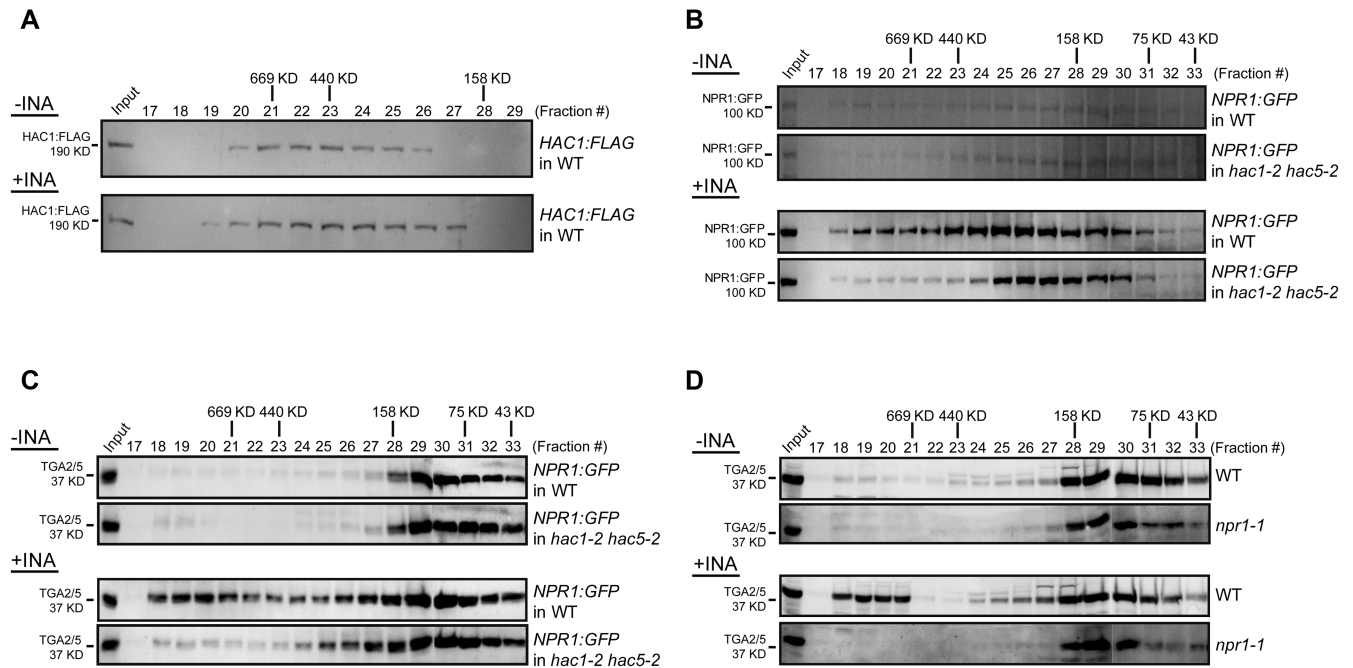 A
669 KD 440 KD 158 KD
-INA
Input 17 18 19 20 21 22 23 24 25 26 27 28 29 (Fraction #)
HAC1:FLAG
190 KD
HAC1:FLAG
in WT
+INA
HAC1:FLAG
190 KD
HAC1:FLAG
in WT
B
669 KD 440 KD 158 KD 75 KD 43 KD
-INA
Input 17 18 19 20 21 22 23 24 25 26 27 28 29 30 31 32 33 (Fraction #)
NPR1:GFP
100 KD
NPR1:GFP
in WT
NPR1:GFP
100 KD
NPR1:GFP
in hac1-2 hac5-2
+INA
NPR1:GFP
100 KD
NPR1:GFP
in WT
NPR1:GFP
100 KD
NPR1:GFP
in hac1-2 hac5-2
C
669 KD 440 KD 158 KD 75 KD 43 KD
-INA
Input 17 18 19 20 21 22 23 24 25 26 27 28 29 30 31 32 33 (Fraction #)
TGA2/5
37 KD
NPR1:GFP
in WT
TGA2/5
37 KD
NPR1:GFP
in hac1-2 hac5-2
+INA
TGA2/5
37 KD
NPR1:GFP
in WT
TGA2/5
37 KD
NPR1:GFP
in hac1-2 hac5-2
D
669 KD 440 KD 158 KD 75 KD 43 KD
-INA
Input 17 18 19 20 21 22 23 24 25 26 27 28 29 30 31 32 33 (Fraction #)
TGA2/5
37 KD
WT
TGA2/5
37 KD
npr1-1
+INA
TGA2/5
37 KD
WT
TGA2/5
37 KD
npr1-1